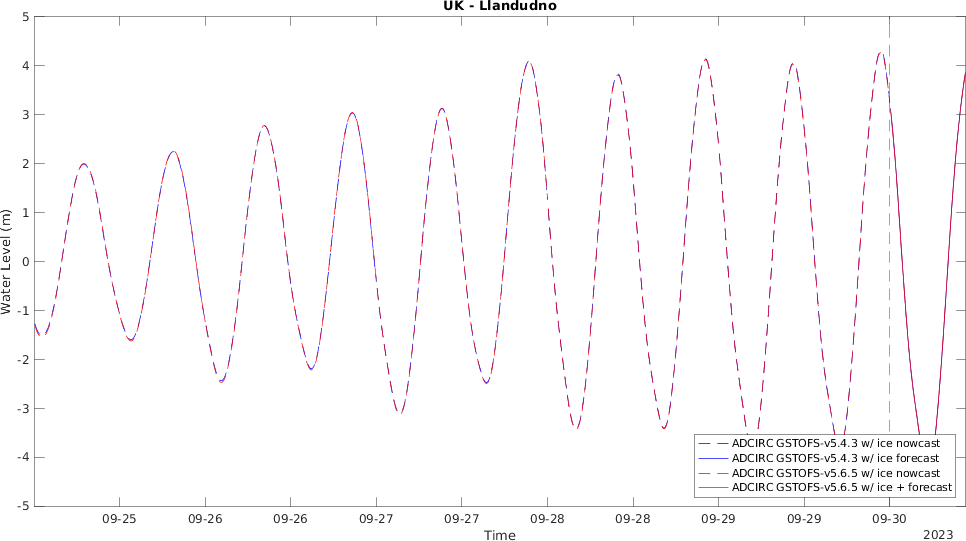 UK - Llandudno
5
4
3
2
1
0
-1
-2
-3
-4
-5
Water Level (m)
ADCIRC GSTOFS-v5.4.3 w/ ice nowcast
ADCIRC GSTOFS-v5.4.3 w/ ice forecast
ADCIRC GSTOFS-v5.6.5 w/ ice nowcast
ADCIRC GSTOFS-v5.6.5 w/ ice + forecast
09-25 09-26 09-26 09-27 09-27 09-28 09-28 09-29 09-29 09-30
Time
2023